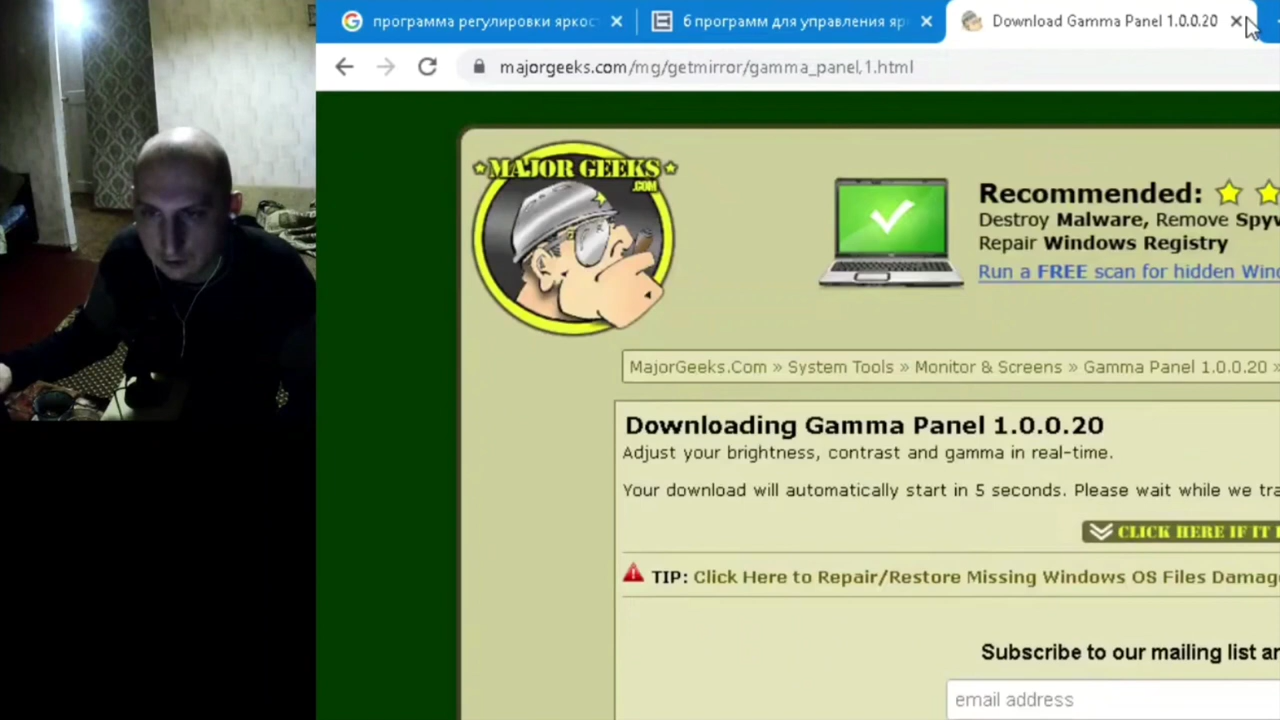 программа регулировки яркос
6 программ для управления ярк
Download Gamma Panel 1.0.0.20
majorgeeks.com/mg/getmirror/gamma_panel,1.html
MAJOR GEEKS
.COM
Recommended:
Destroy Malware, Remove Spyw
Repair Windows Registry
Run a FREE scan for hidden Wind
MajorGeeks.Com » System Tools » Monitor & Screens » Gamma Panel 1.0.0.20 »
Downloading Gamma Panel 1.0.0.20
Adjust your brightness, contrast and gamma in real-time.
Your download will automatically start in 5 seconds. Please wait while we tra
CLICK HERE IF IT
TIP: Click Here to Repair/Restore Missing Windows OS Files Damag
Subscribe to our mailing list an
email address